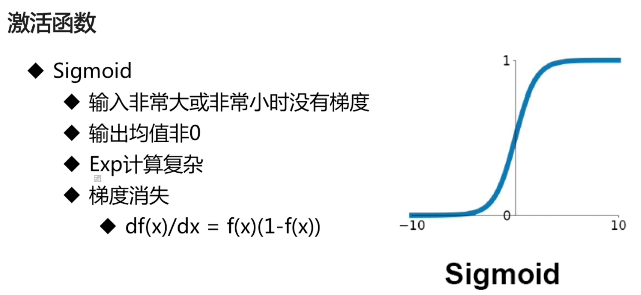 激活函数
◆ Sigmoid
◆ 输入非常大或非常小时没有梯度
◆ 输出均值非0
◆ Exp计算复杂
◆ 梯度消失
◆ df(x)/dx = f(x)(1-f(x))
1
0
−10
10
Sigmoid